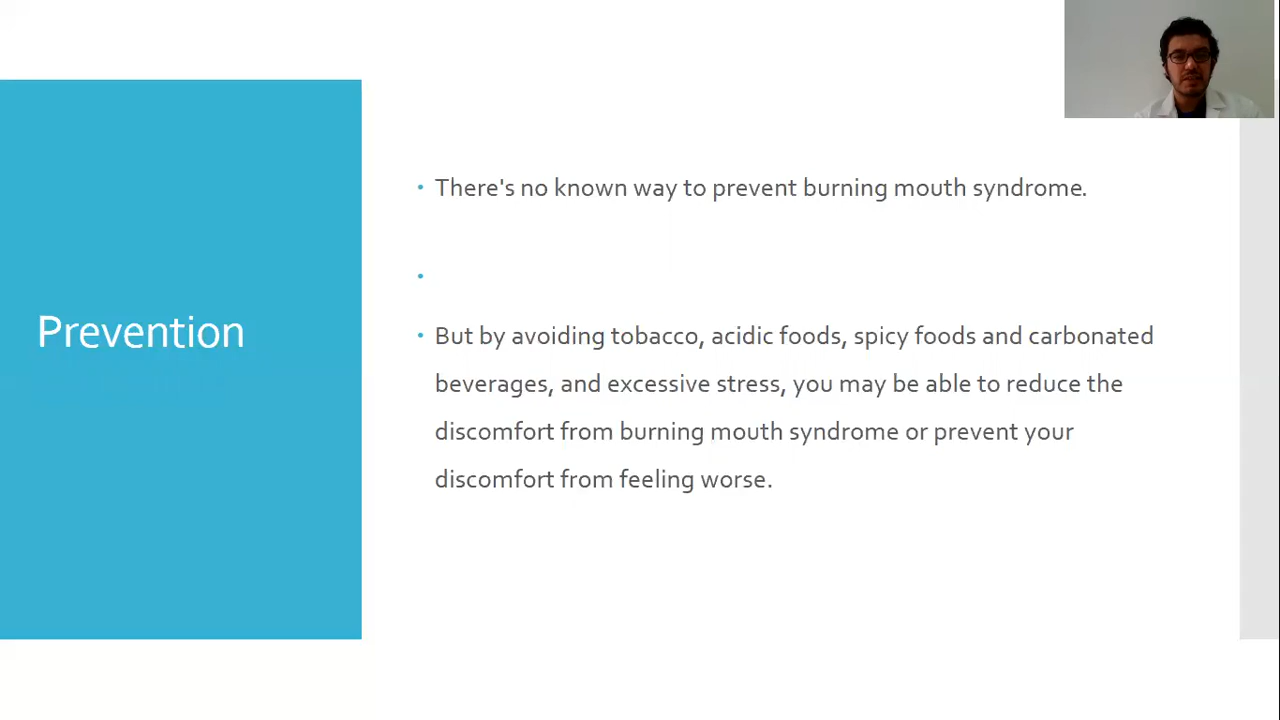 Prevention
There's no known way to prevent burning mouth syndrome.
But by avoiding tobacco, acidic foods, spicy foods and carbonated
beverages, and excessive stress, you may be able to reduce the
discomfort from burning mouth syndrome or prevent your
discomfort from feeling worse.